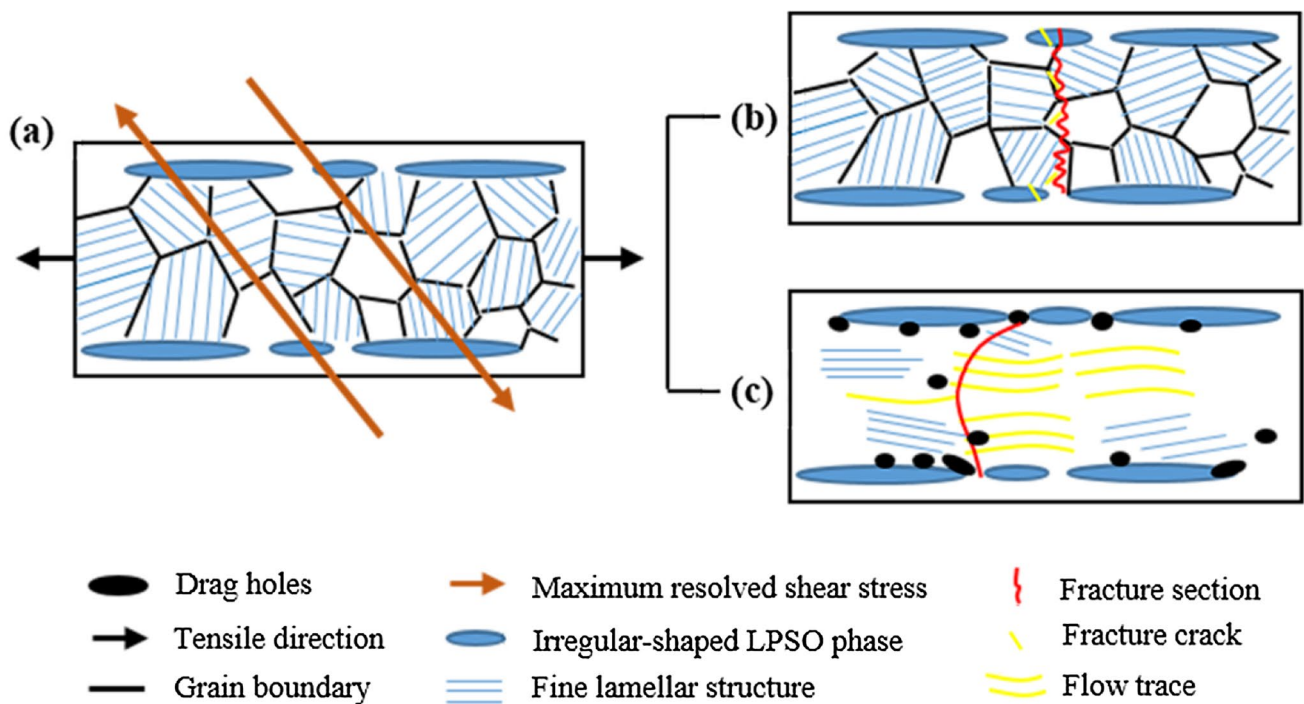 (a)
(b)
(c)
Drag holes
Maximum resolved shear stress
Fracture section
Tensile direction
Irregular-shaped LPSO phase
Fracture crack
Grain boundary
Fine lamellar structure
Flow trace